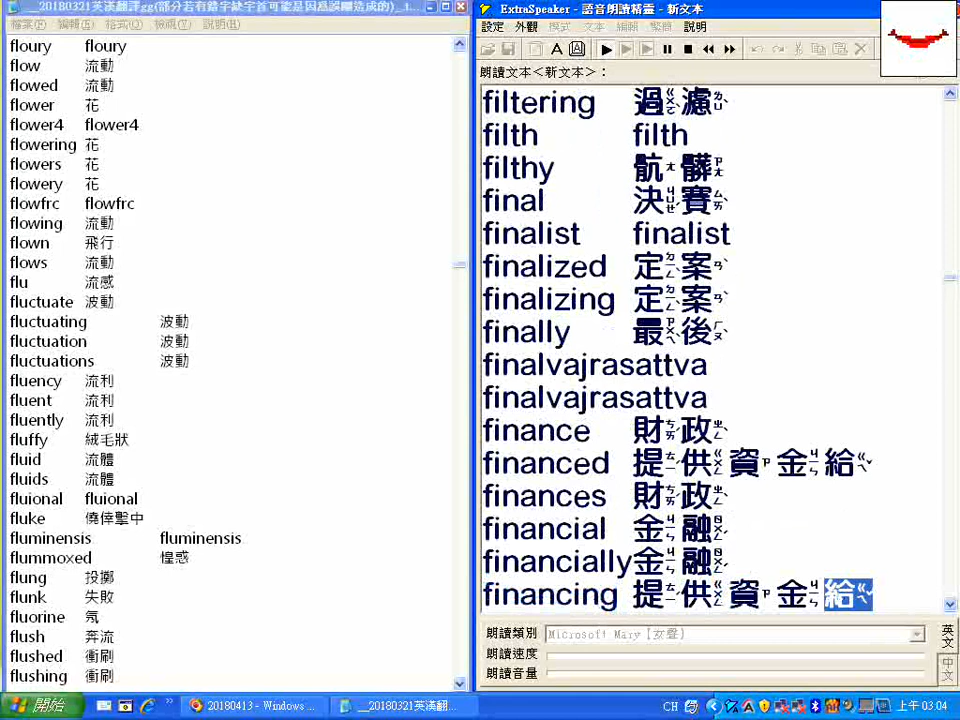 __20180321英漢翻譯gg(部分若有錯字缺字首可能是因為誤聽造成的)_1...
檔案(F) 編輯(E) 格式(O) 檢視(V) 說明(H)
floury floury
flow 流動
flowed 流動
flower 花
flower4 flower4
flowering 花
flowers 花
flowery 花
flowfrc flowfrc
flowing 流動
flown 飛行
flows 流動
flu 流感
fluctuate 波動
fluctuating 波動
fluctuation 波動
fluctuations 波動
fluency 流利
fluent 流利
fluently 流利
fluffy 絨毛狀
fluid 流體
fluids 流體
fluional fluional
fluke 僥倖擊中
fluminensis fluminensis
flummoxed 惶惑
flung 投擲
flunk 失敗
fluorine 氖
flush 奔流
flushed 衝刷
flushing 衝刷
ExtraSpeaker - 語音朗讀精靈 - 新文本
設定 外觀 模式 文本 編輯 繁簡 說明
朗讀文本<新文本>:
filtering 過濾
filth filth
filthy 骯髒
final 決賽
finalist finalist
finalized 定案
finalizing 定案
finally 最後
finalvajrasattva
finalvajrasattva
finance 財政
financed 提供資金給
finances 財政
financial 金融
financially金融
financing 提供資金給
朗讀類別 Microsoft Mary【女聲】
朗讀速度
朗讀音量
英文
中文
開始
20180413 - Windows ...
__20180321英漢翻...
CH
上午 03:04